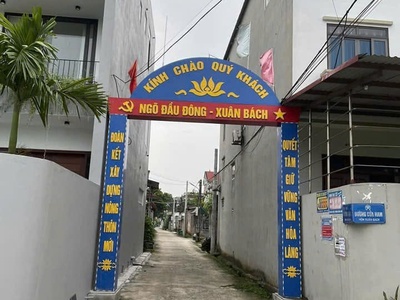 KÍNH CHÀO QUÝ KHÁCH
NGÕ ĐẦU ĐÔNG - XUÂN BÁCH
ĐOÀN
KẾT
XÂY
DỰNG
NÔNG
THÔN
MỚI
QUYẾT
TÂM
GIỮ
VỮNG
VĂN
HÓA
LÀNG